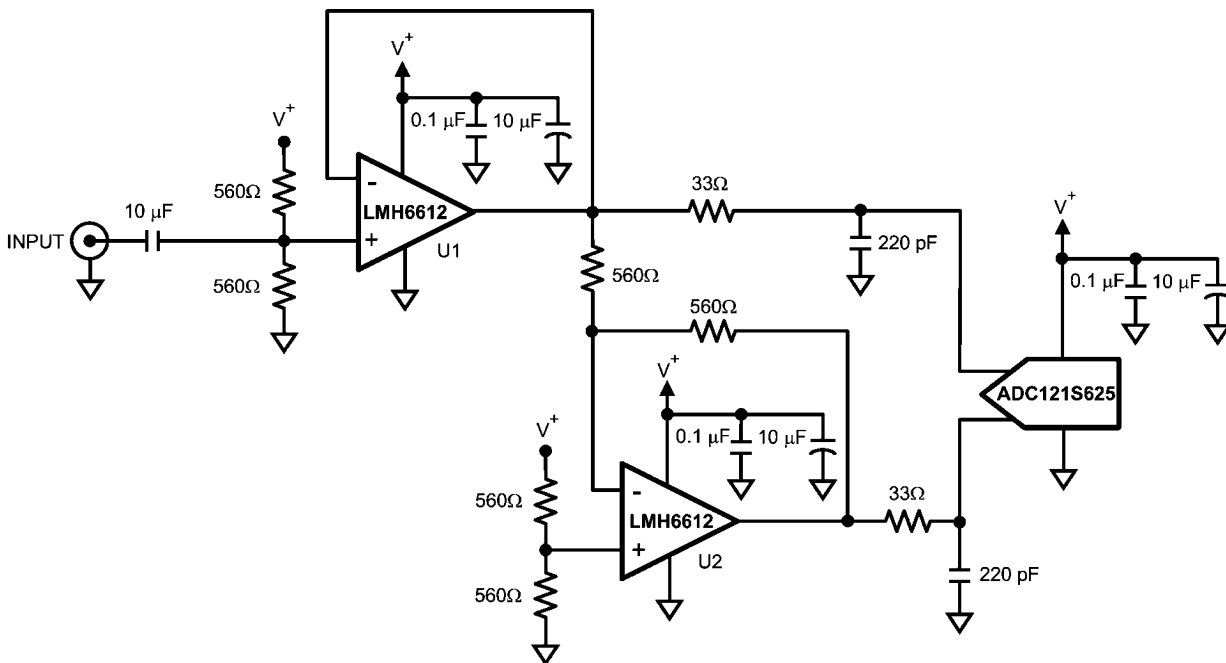 V+
0.1 µF 10 µF
V+
560Ω
10 µF
INPUT
-
LMH6612
+
U1
560Ω
33Ω
220 pF
560Ω
560Ω
V+
0.1 µF 10 µF
ADC121S625
V+
0.1 µF 10 µF
V+
560Ω
-
LMH6612
+
U2
33Ω
560Ω
220 pF